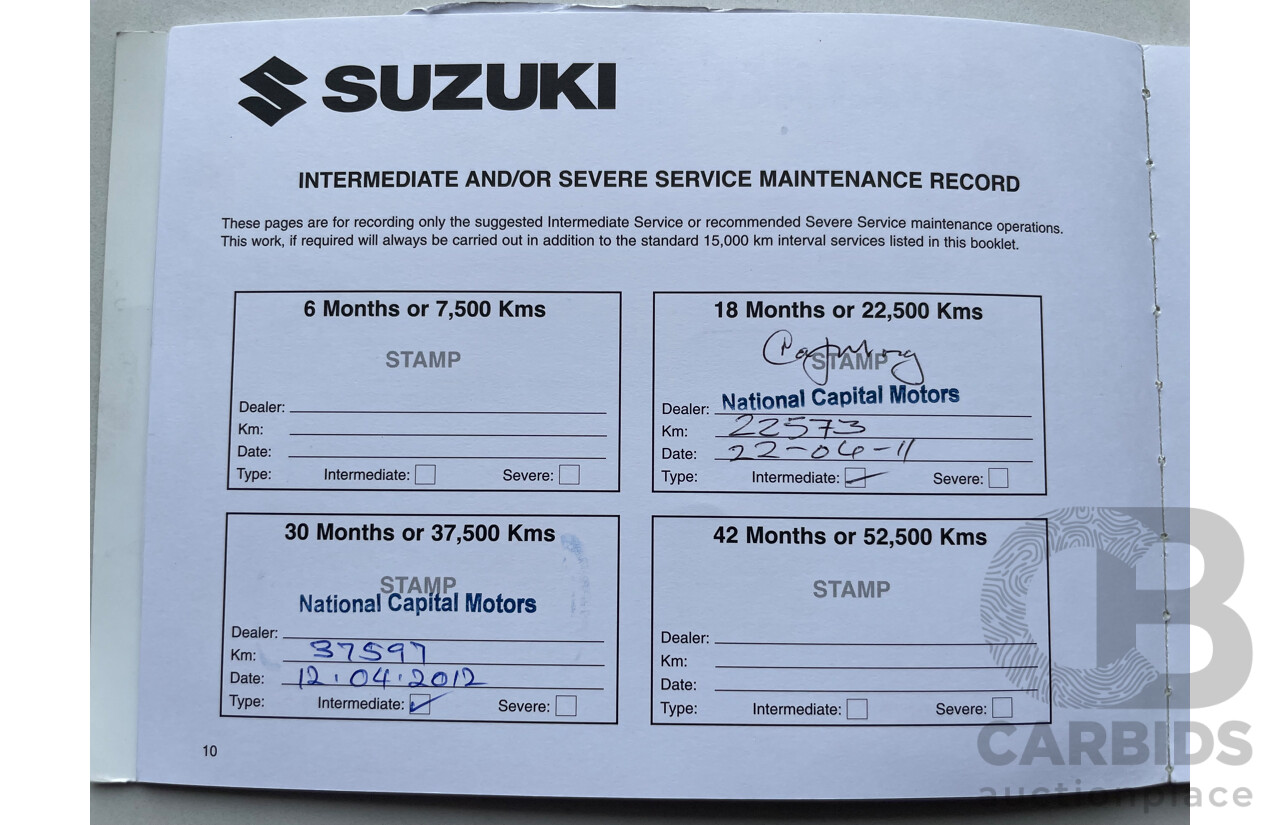 SUZUKI
INTERMEDIATE AND/OR SEVERE SERVICE MAINTENANCE RECORD
These pages are for recording only the suggested Intermediate Service or recommended Severe Service maintenance operations.
This work, if required will always be carried out in addition to the standard 15,000 km interval services listed in this booklet.
6 Months or 7,500 Kms
STAMP
Dealer:
Km:
Date:
Type: Intermediate: Severe:
18 Months or 22,500 Kms
STAMP
National Capital Motors
Dealer:
Km: 22573
Date: 22-04-11
Type: Intermediate: Severe:
30 Months or 37,500 Kms
STAMP
National Capital Motors
Dealer:
Km: 37597
Date: 12.04.2012
Type: Intermediate: Severe:
42 Months or 52,500 Kms
STAMP
Dealer:
Km:
Date:
Type: Intermediate: Severe:
10
CB
CARBIDS
auctionplace